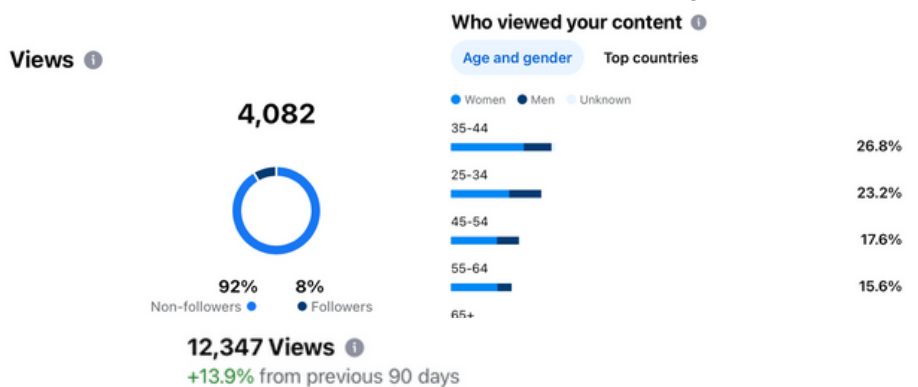 Who viewed your content
Views
Age and gender Top countries
Women Men Unknown
4,082
35-44
26.8%
25-34
23.2%
45-54
17.6%
55-64
15.6%
92% 8%
Non-followers Followers
65+
12,347 Views
+13.9% from previous 90 days